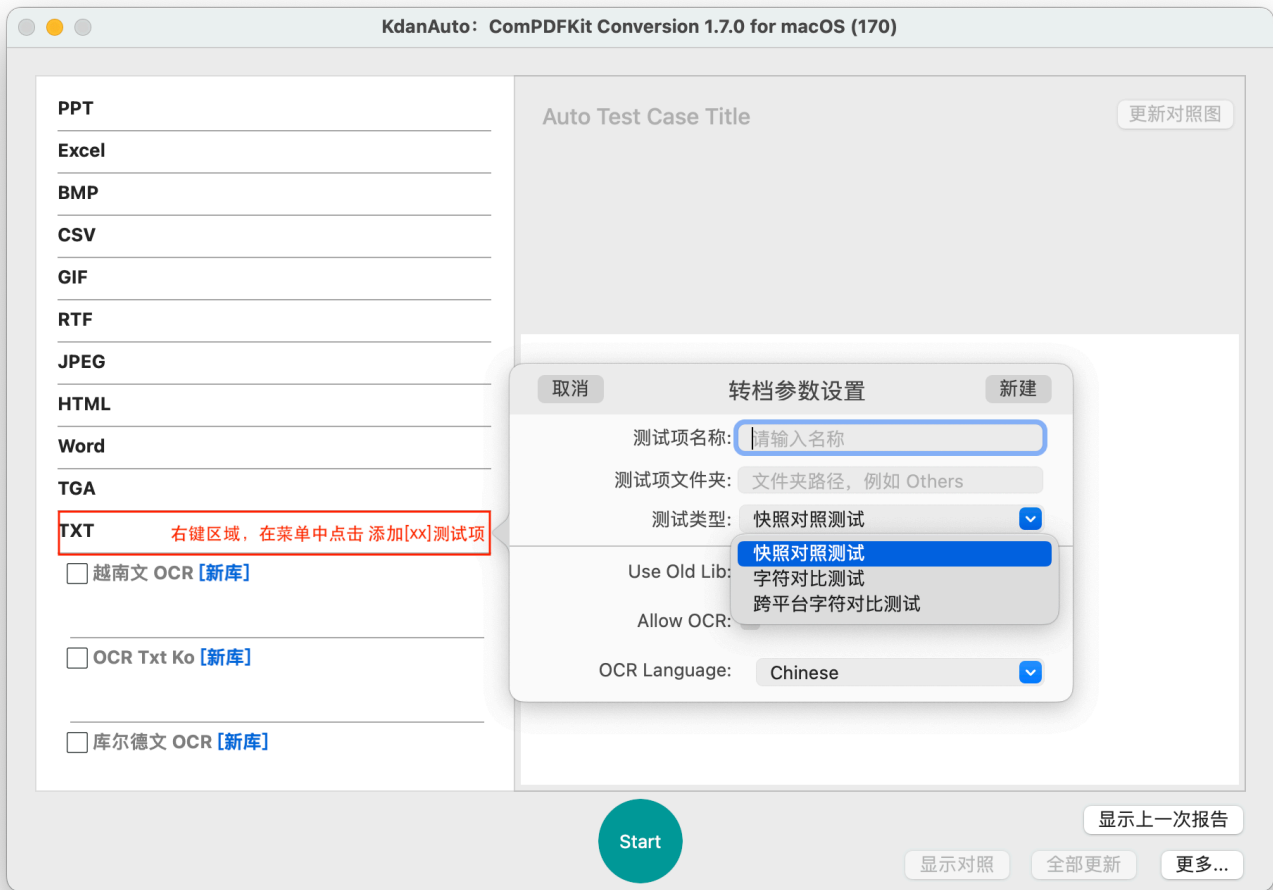 KdanAuto：ComPDFKit Conversion 1.7.0 for macOS (170)
PPT
Excel
BMP
CSV
GIF
RTF
JPEG
HTML
Word
TGA
TXT
右键区域，在菜单中点击 添加[xx]测试项
越南文 OCR [新库]
OCR Txt Ko [新库]
库尔德文 OCR [新库]
Auto Test Case Title
更新对照图
取消
转档参数设置
新建
测试项名称:
请输入名称
测试项文件夹:
文件夹路径，例如 Others
测试类型:
快照对照测试
快照对照测试
字符对比测试
跨平台字符对比测试
Use Old Lib:
Allow OCR:
OCR Language:
Chinese
Start
显示上一次报告
显示对照
全部更新
更多...